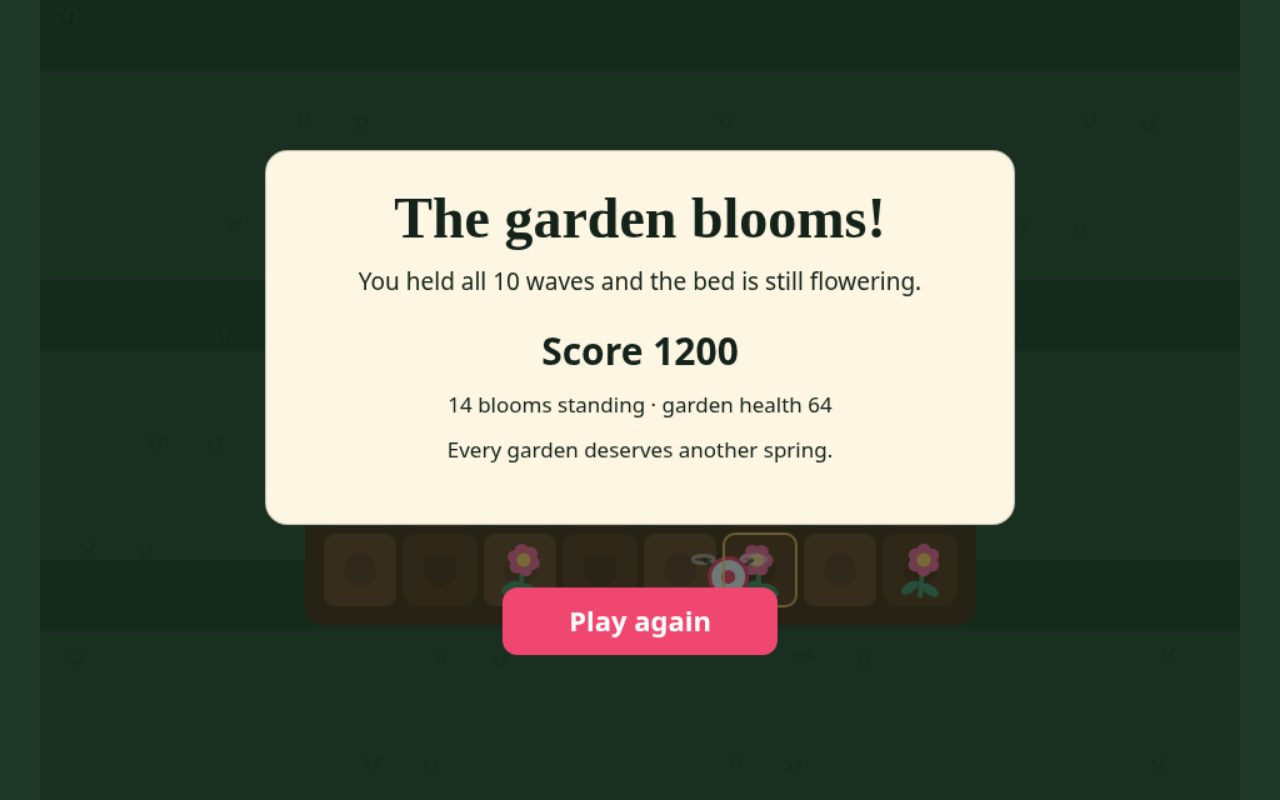 The garden blooms!
You held all 10 waves and the bed is still flowering.
Score 1200
14 blooms standing · garden health 64
Every garden deserves another spring.
Play again